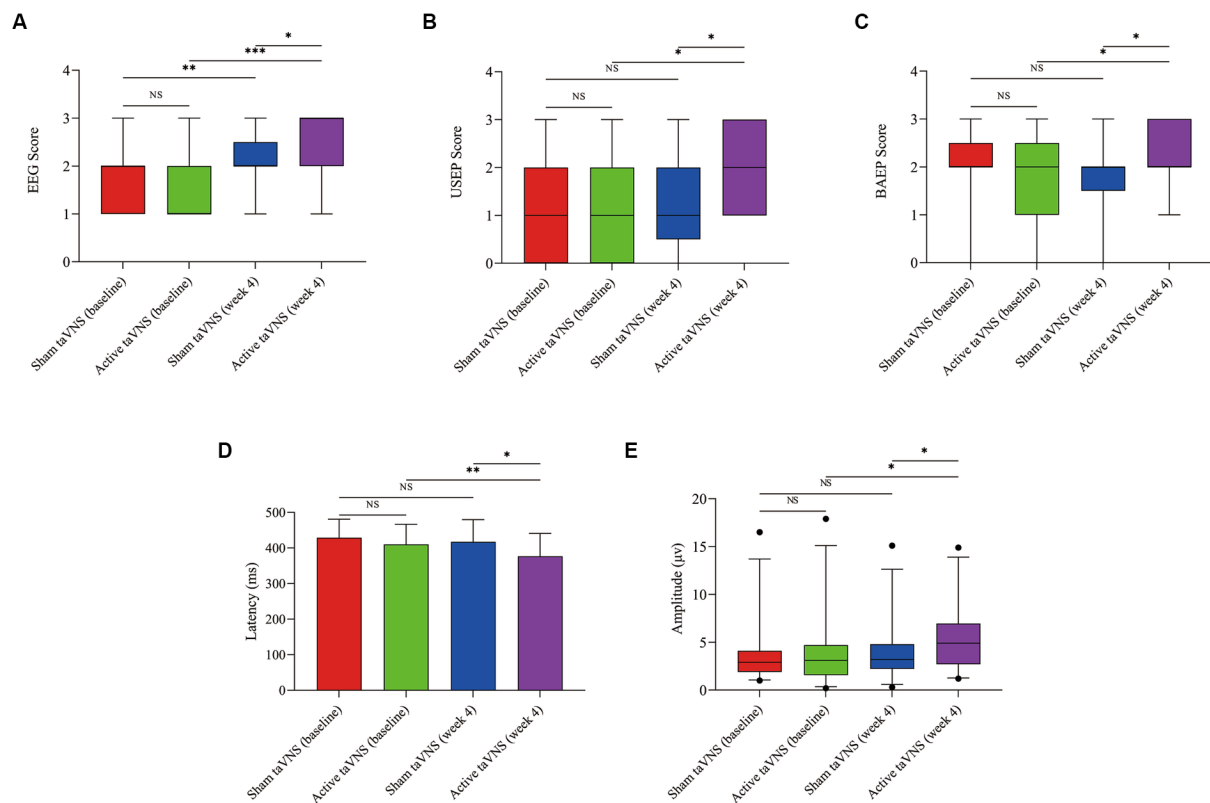 A
*
***
**
NS
4
3
2
1
0
EEG Score
Sham taVNS (baseline)
Active taVNS (baseline)
Sham taVNS (week 4)
Active taVNS (week 4)
B
*
*
NS
NS
4
3
2
1
0
USEP Score
Sham taVNS (baseline)
Active taVNS (baseline)
Sham taVNS (week 4)
Active taVNS (week 4)
C
*
*
NS
NS
4
3
2
1
0
BAEP Score
Sham taVNS (baseline)
Active taVNS (baseline)
Sham taVNS (week 4)
Active taVNS (week 4)
D
*
**
NS
NS
500
400
300
200
100
0
Latency (ms)
Sham taVNS (baseline)
Active taVNS (baseline)
Sham taVNS (week 4)
Active taVNS (week 4)
E
*
*
NS
NS
20
15
10
5
0
Amplitude (μv)
Sham taVNS (baseline)
Active taVNS (baseline)
Sham taVNS (week 4)
Active taVNS (week 4)